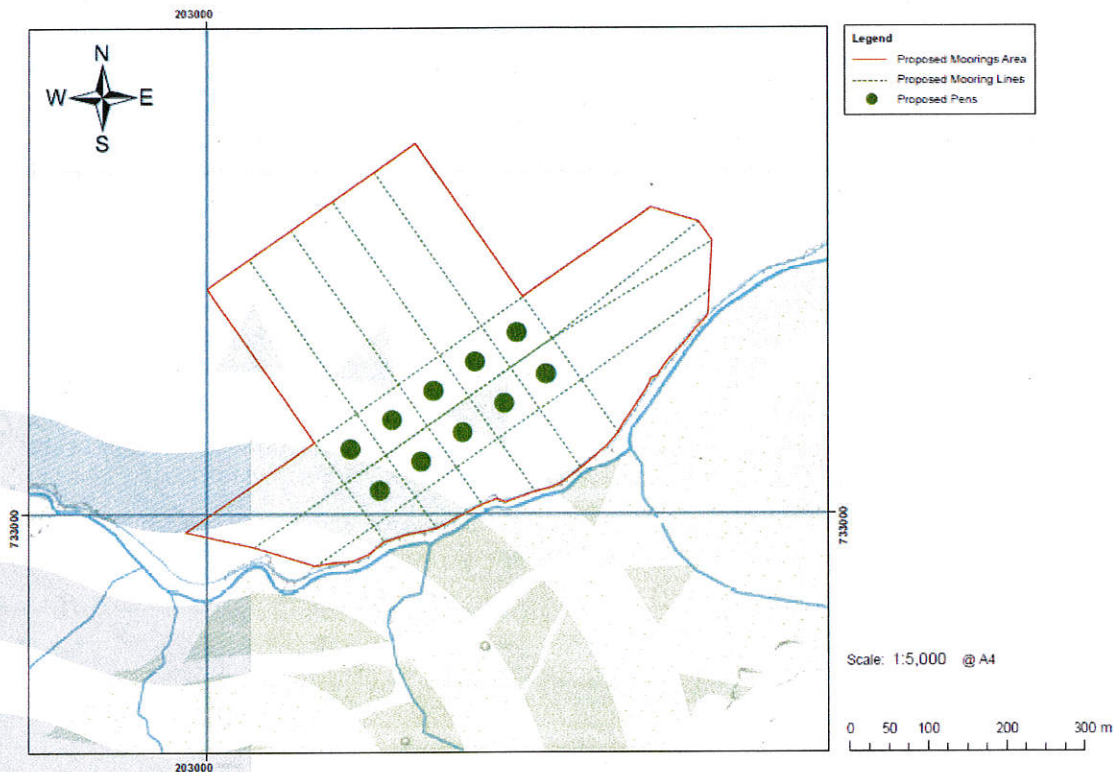 203000
Legend
Proposed Moorings Area
Proposed Mooring Lines
Proposed Pens
N
W E
S
733000 733000
Scale: 1:5,000 @ A4
0 50 100 200 300 m
203000